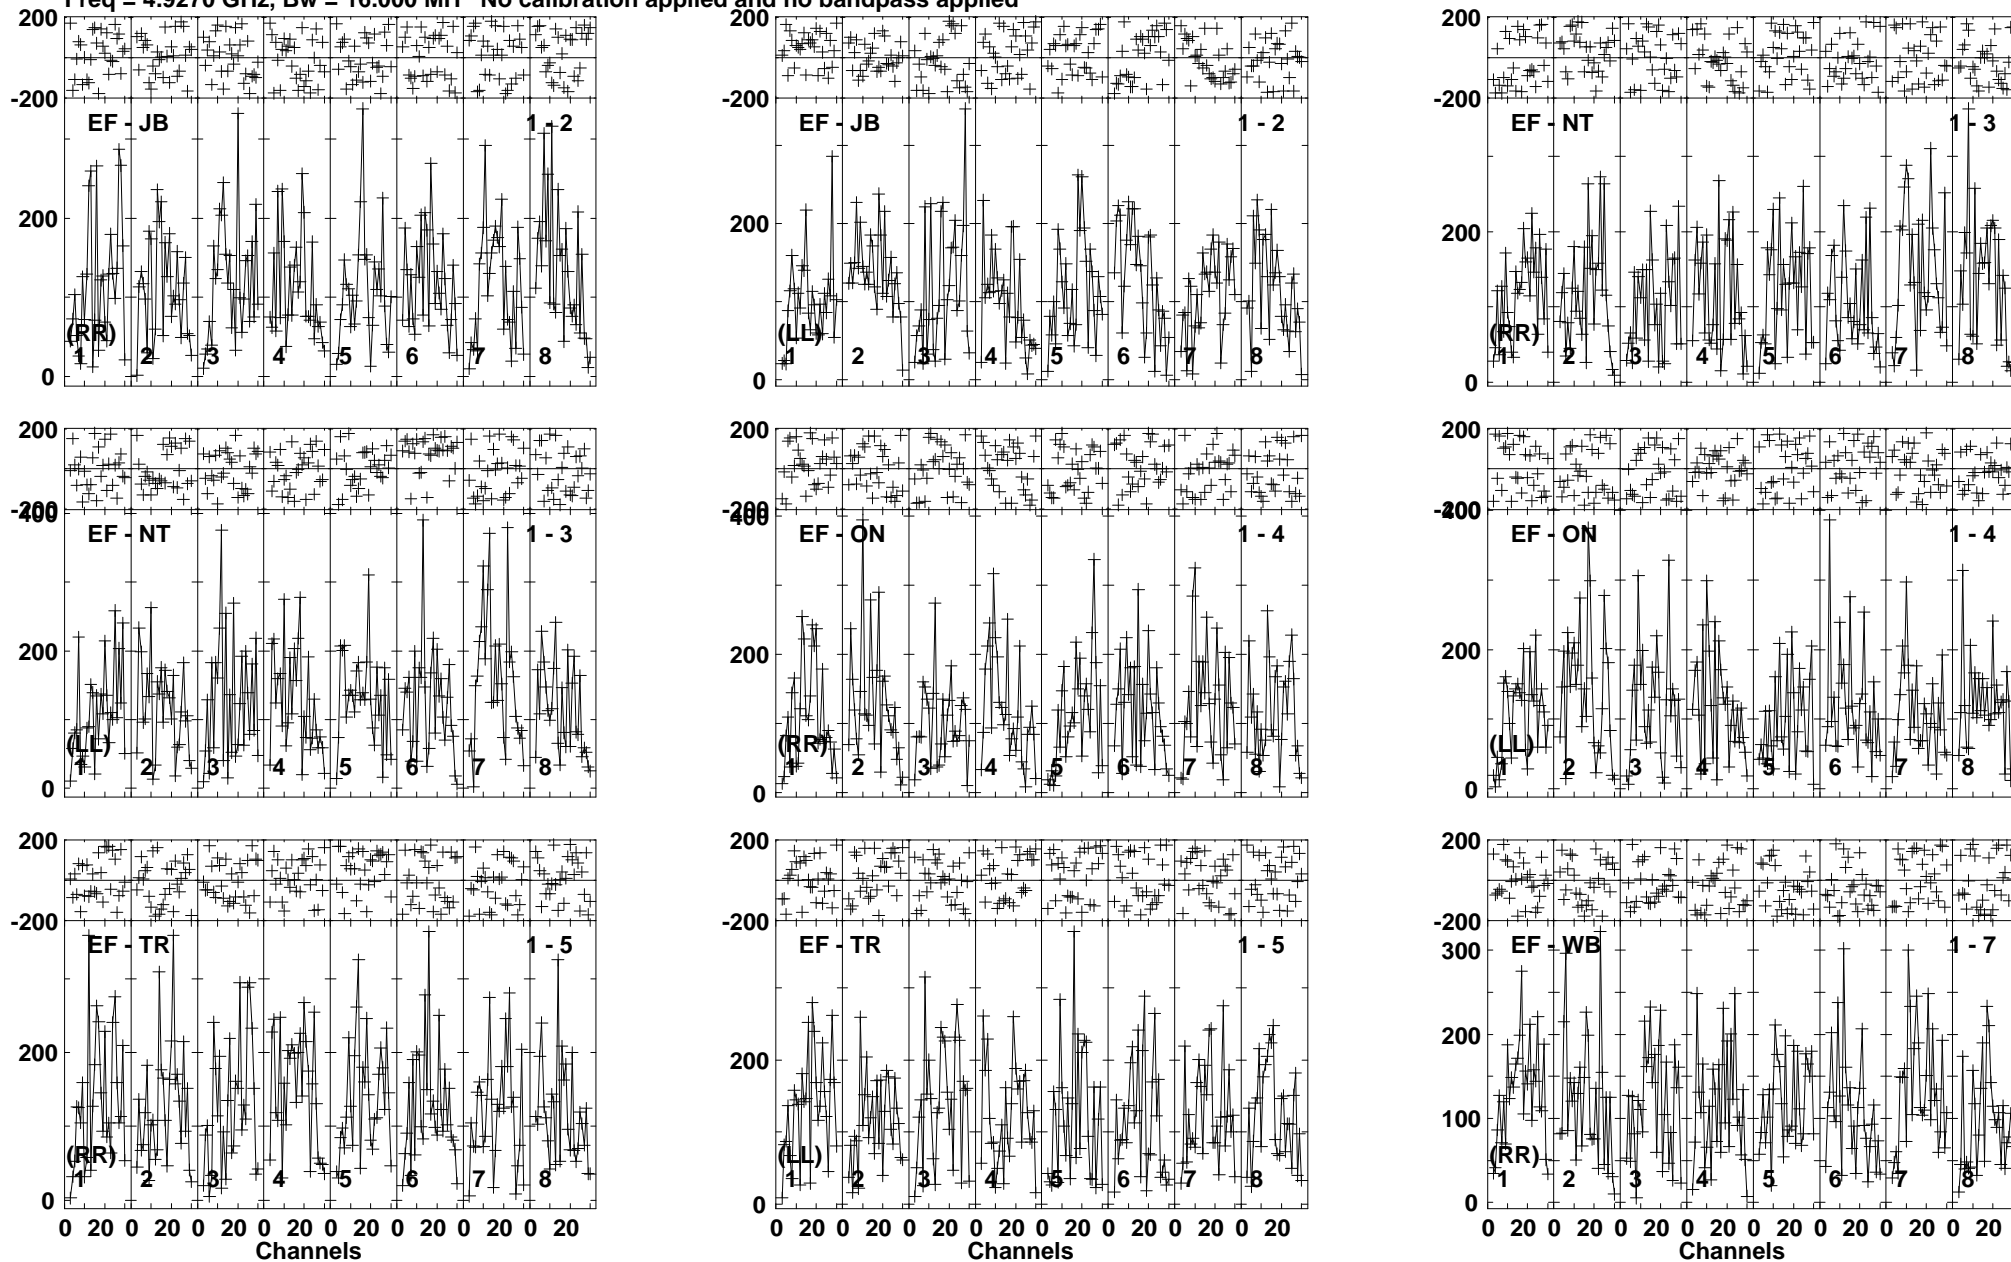 Freq = 4.9270 GHz, Bw = 16.000 MH No calibration applied and no bandpass applied
200 200 200
-200 -200 -200
EF - JB 1 - 2 EF - JB 1 - 2 EF - NT 1 - 3
200 200 200
(RR) (LL) (RR)
1 2 3 4 5 6 7 8 1 2 3 4 5 6 7 8 1 2 3 4 5 6 7 8
0 0 0
200 200 200
-200 -200 -200
400 400 400
EF - NT 1 - 3 EF - ON 1 - 4 EF - ON 1 - 4
200 200 200
(LL) (RR) (LL)
1 2 3 4 5 6 7 8 1 2 3 4 5 6 7 8 1 2 3 4 5 6 7 8
0 0 0
200 200 200
-200 -200 -200
EF - TR 1 - 5 EF - TR 1 - 5 EF - WB 1 - 7
300
200 200 200
100
(RR) (LL) (RR)
1 2 3 4 5 6 7 8 1 2 3 4 5 6 7 8 1 2 3 4 5 6 7 8
0 0 0
0 20 0 20 0 20 0 20 0 20 0 20 0 20 0 20 0 20 0 20 0 20 0 20 0 20 0 20 0 20 0 20 0 20 0 20 0 20 0 20 0 20 0 20 0 20 0 20
Channels Channels Channels